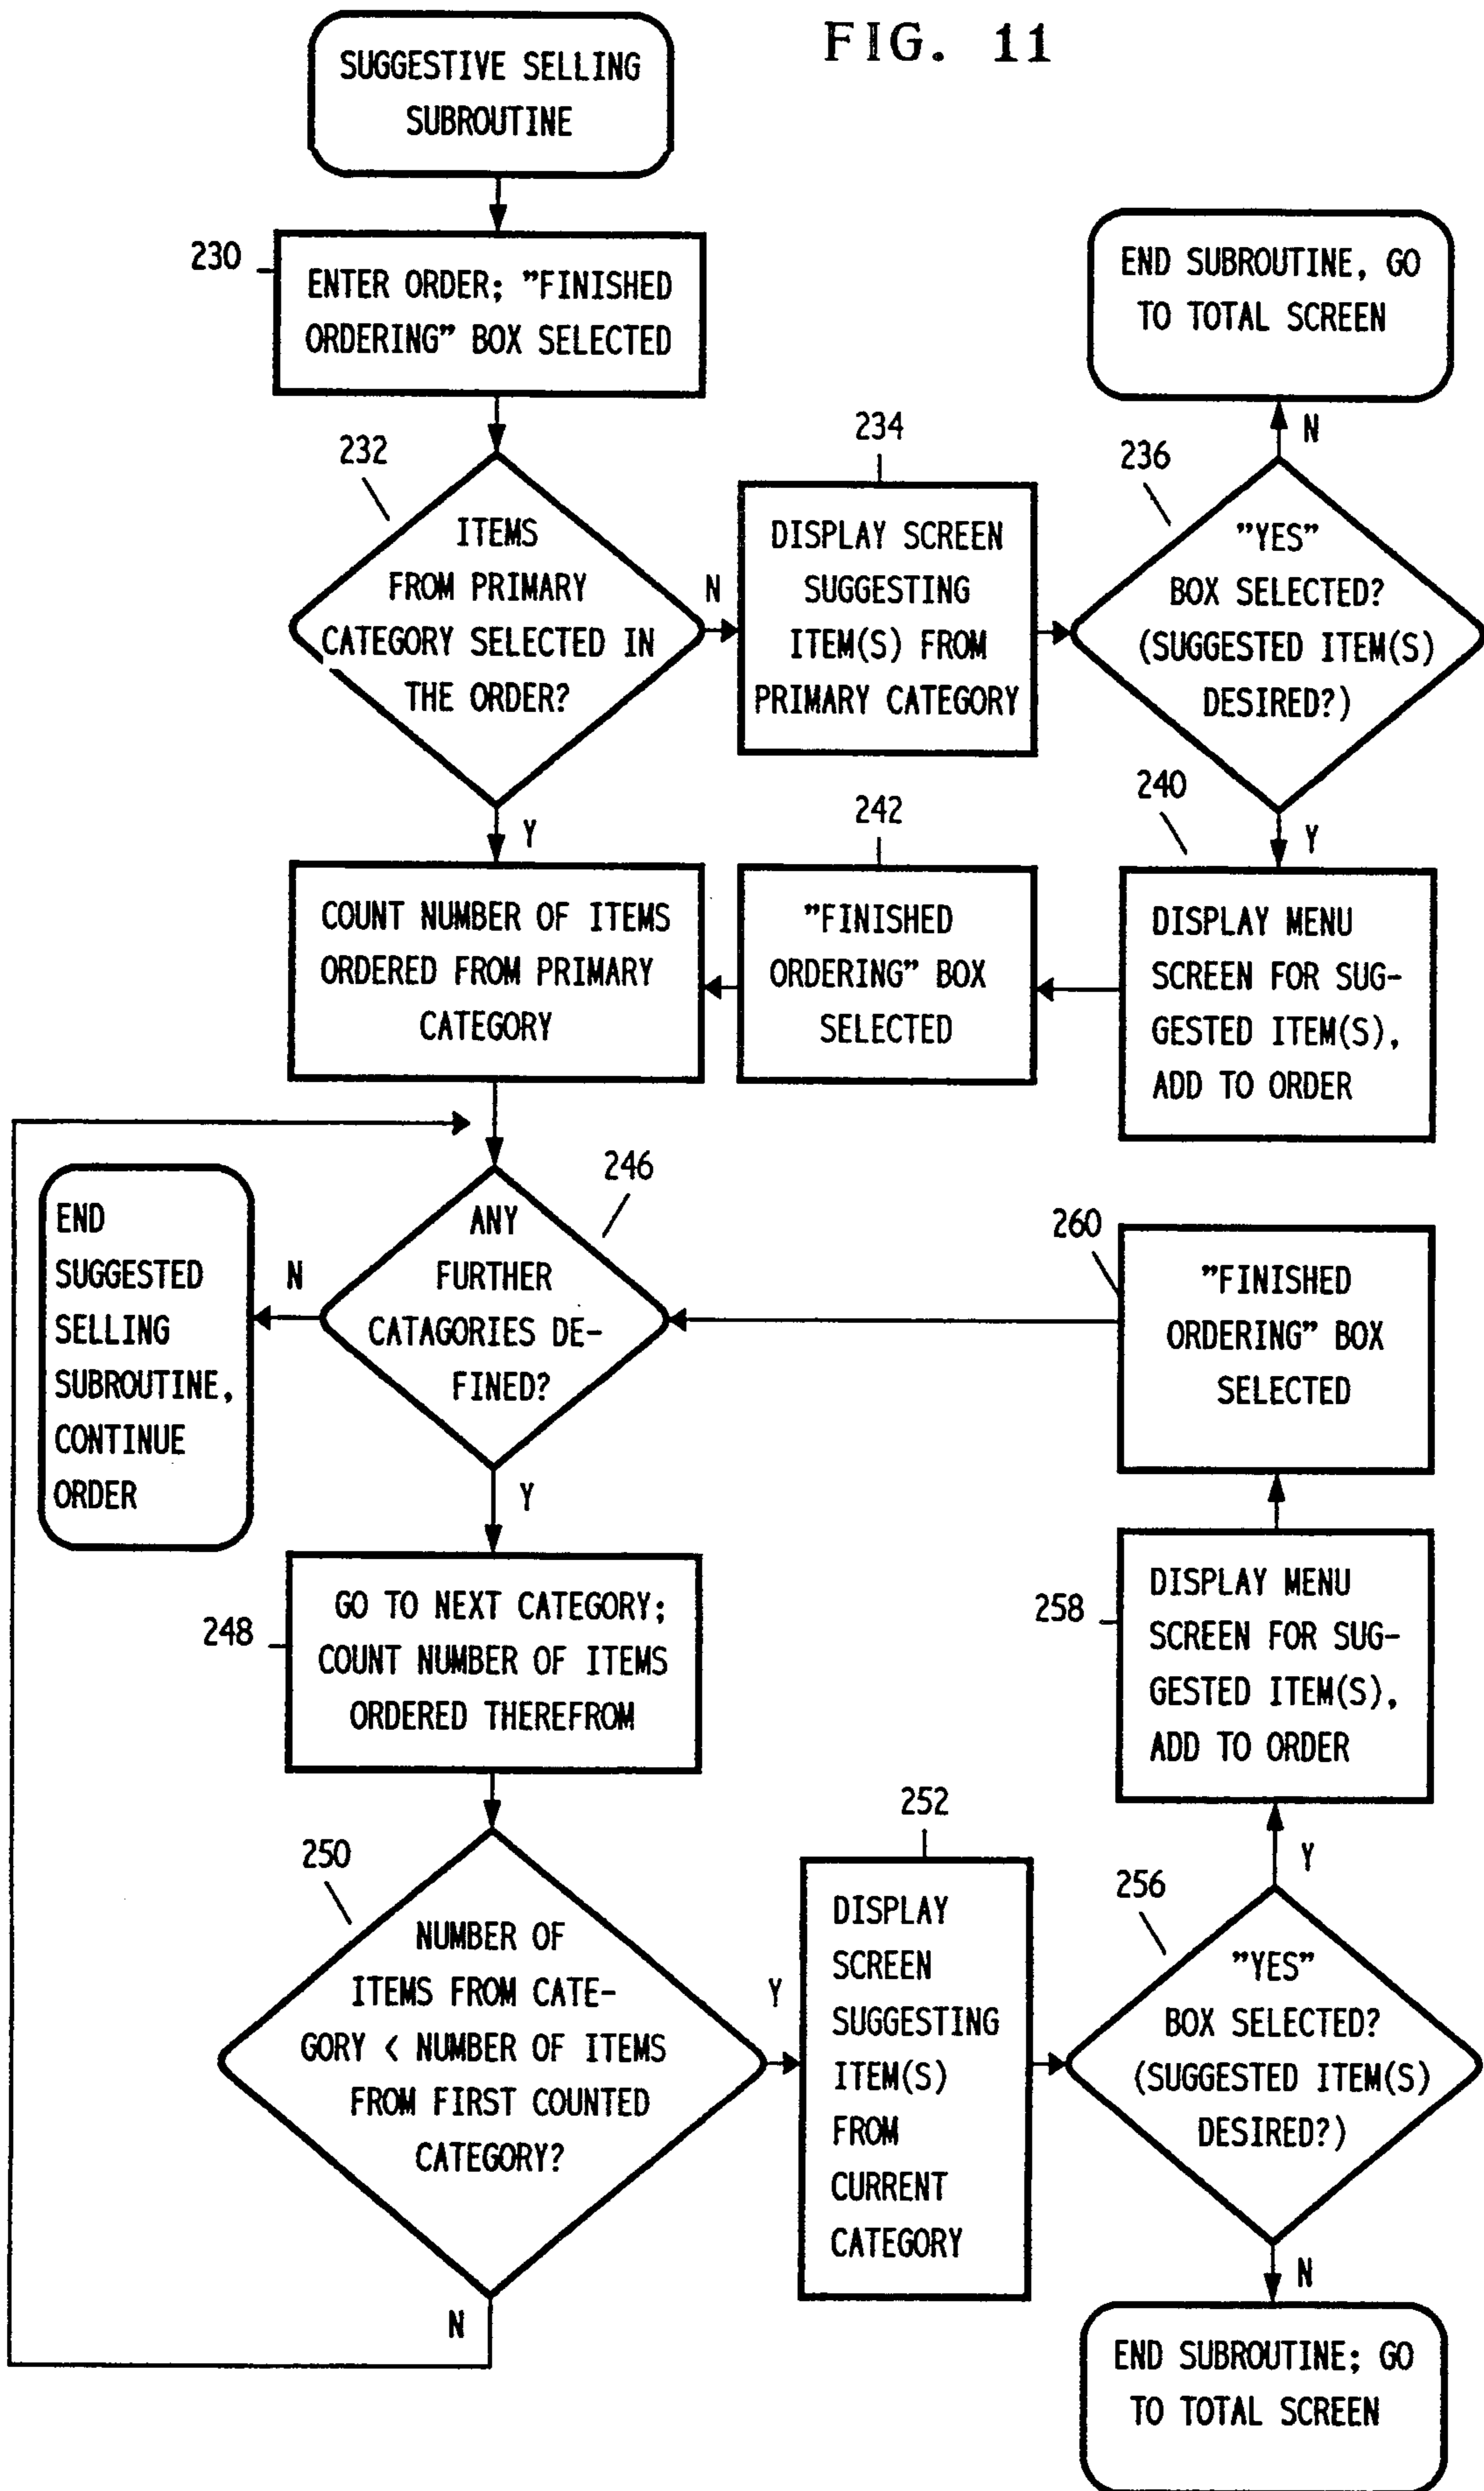 FIG. 11
SUGGESTIVE SELLING
SUBROUTINE
230
ENTER ORDER; ”FINISHED
ORDERING” BOX SELECTED
232
ITEMS
FROM PRIMARY
CATEGORY SELECTED IN
THE ORDER?
N
Y
234
DISPLAY SCREEN
SUGGESTING
ITEM(S) FROM
PRIMARY CATEGORY
236
”YES”
BOX SELECTED?
(SUGGESTED ITEM(S)
DESIRED?)
N
END SUBROUTINE, GO
TO TOTAL SCREEN
Y
240
DISPLAY MENU
SCREEN FOR SUG-
GESTED ITEM(S),
ADD TO ORDER
242
”FINISHED
ORDERING” BOX
SELECTED
COUNT NUMBER OF ITEMS
ORDERED FROM PRIMARY
CATEGORY
246
ANY
FURTHER
CATAGORIES DE-
FINED?
N
END
SUGGESTED
SELLING
SUBROUTINE,
CONTINUE
ORDER
Y
248
GO TO NEXT CATEGORY;
COUNT NUMBER OF ITEMS
ORDERED THEREFROM
250
NUMBER OF
ITEMS FROM CATE-
GORY < NUMBER OF ITEMS
FROM FIRST COUNTED
CATEGORY?
N
Y
252
DISPLAY
SCREEN
SUGGESTING
ITEM(S)
FROM
CURRENT
CATEGORY
256
”YES”
BOX SELECTED?
(SUGGESTED ITEM(S)
DESIRED?)
Y
258
DISPLAY MENU
SCREEN FOR SUG-
GESTED ITEM(S),
ADD TO ORDER
260
”FINISHED
ORDERING” BOX
SELECTED
N
END SUBROUTINE; GO
TO TOTAL SCREEN